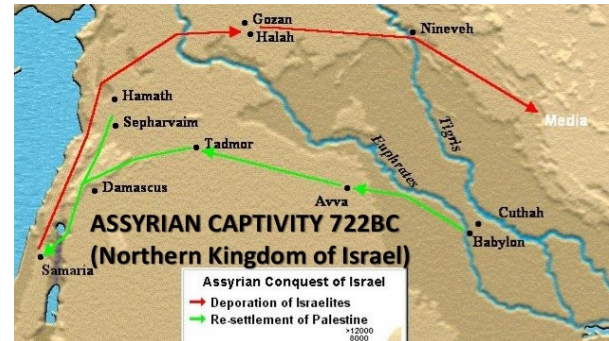 Gozan
Halah
Nineveh
Hamath
Media
Sepharvaim
Tadmor
Euphrates
Tigris
Damascus
Avva
Cuthah
ASSYRIAN CAPTIVITY 722BC
Babylon
(Northern Kingdom of Israel)
Samaria
Assyrian Conquest of Israel
Deporation of Israelites
Re-settlement of Palestine
>12000
8000